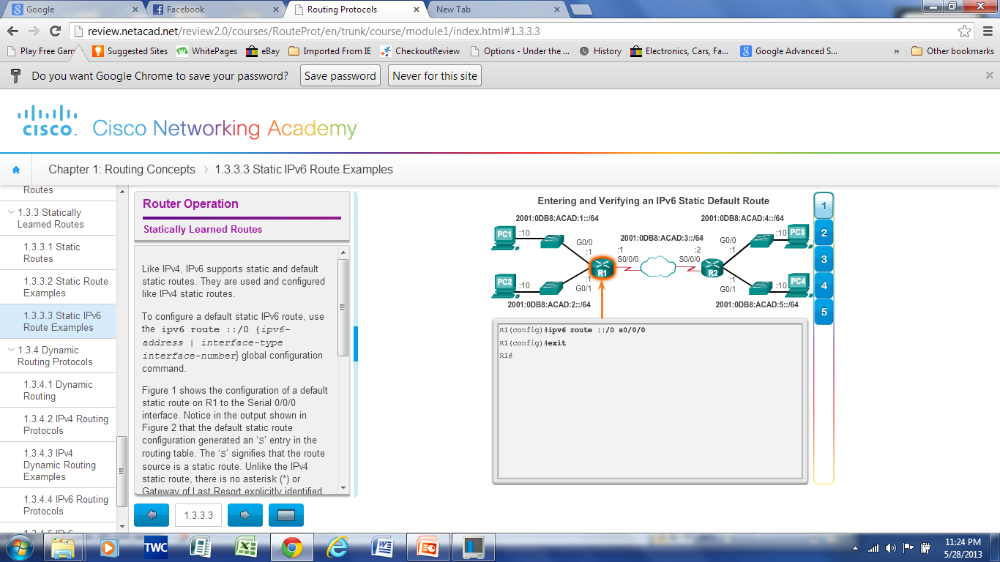 Google
Facebook
Routing Protocols
New Tab
review.netacad.net/review2.0/courses/RouteProt/en/trunk/course/module1/index.html#1.3.3.3
Play Free Gam
Suggested Sites
WhitePages
eBay
Imported From IE
CheckoutReview
Options - Under the ...
History
Electronics, Cars, Fa...
Google Advanced S...
»
Other bookmarks
Do you want Google Chrome to save your password?
Save password
Never for this site
CISCO.
Cisco Networking Academy
Chapter 1: Routing Concepts
1.3.3.3 Static IPv6 Route Examples
Routes
1.3.3 Statically
Learned Routes
1.3.3.1 Static
Routes
1.3.3.2 Static Route
Examples
1.3.3.3 Static IPv6
Route Examples
1.3.4 Dynamic
Routing Protocols
1.3.4.1 Dynamic
Routing
1.3.4.2 IPv4 Routing
Protocols
1.3.4.3 IPv4
Dynamic Routing
Examples
1.3.4.4 IPv6 Routing
Protocols
1.3.4.5 IPv6
Router Operation
Statically Learned Routes
Like IPv4, IPv6 supports static and default
static routes. They are used and configured
like IPv4 static routes.
To configure a default static IPv6 route, use
the ipv6 route ::/0 {ipv6-
address | interface-type
interface-number} global configuration
command.
Figure 1 shows the configuration of a default
static route on R1 to the Serial 0/0/0
interface. Notice in the output shown in
Figure 2 that the default static route
configuration generated an ‘S’ entry in the
routing table. The ‘S’ signifies that the route
source is a static route. Unlike the IPv4
static route, there is no asterisk (*) or
Gateway of Last Resort explicitly identified.
1.3.3.3
Entering and Verifying an IPv6 Static Default Route
2001:0DB8:ACAD:1::/64
2001:0DB8:ACAD:4::/64
PC1
:10
G0/0
:1
2001:0DB8:ACAD:3::/64
G0/0
:1
:10
PC3
:1
S0/0/0
:2
S0/0/0
R1
R2
PC2
:10
:1
G0/1
:1
G0/1
:10
PC4
2001:0DB8:ACAD:2::/64
2001:0DB8:ACAD:5::/64
R1(config)#ipv6 route ::/0 s0/0/0
R1(config)#exit
R1#
1
2
3
4
5
TWC
11:24 PM
5/28/2013